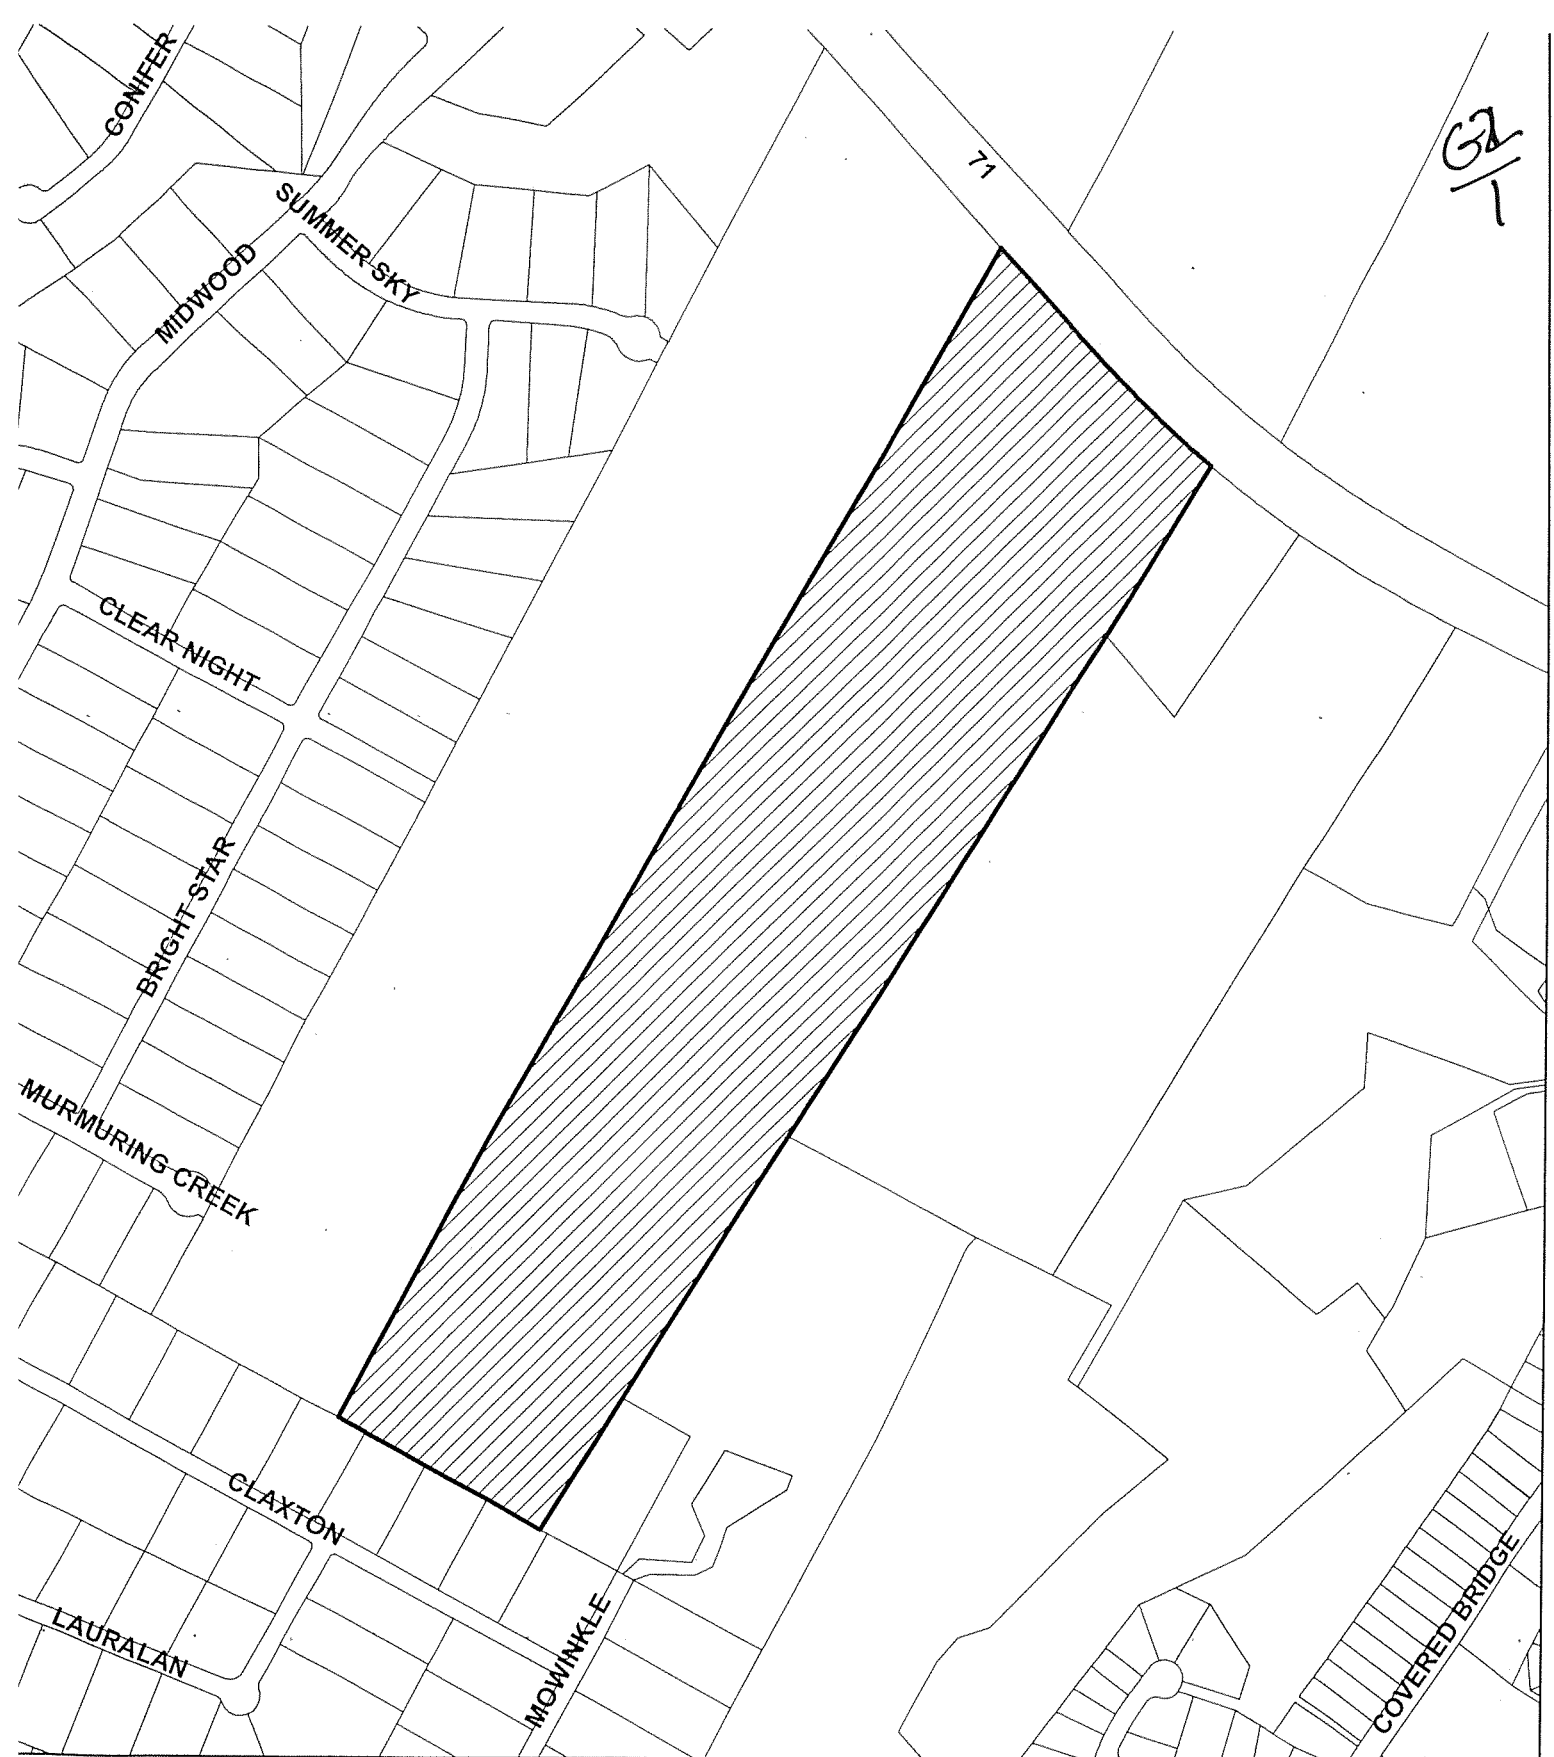 CONIFER
71
G2
1
SUMMER SKY
MIDWOOD
CLEAR NIGHT
BRIGHT STAR
MURMURING CREEK
CLAXTON
LAURALAN
MOWINKLE
COVERED BRIDGE